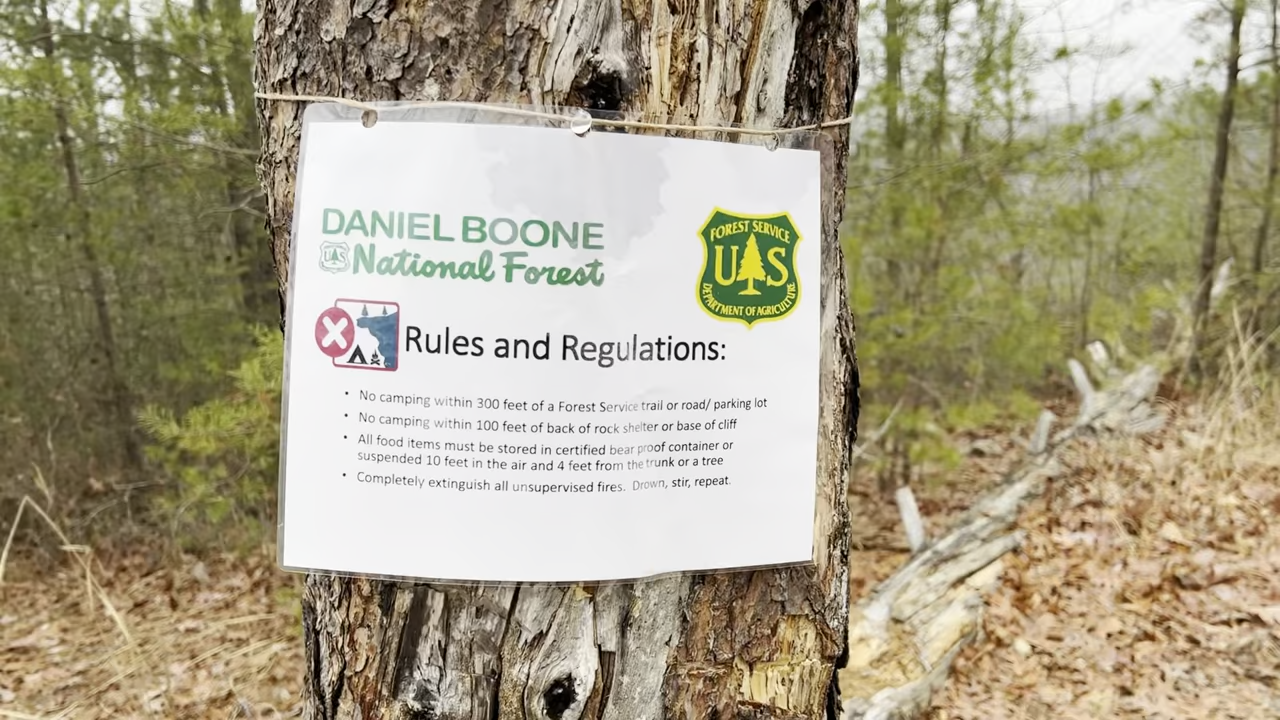 DANIEL BOONE
UAS National Forest
FOREST SERVICE
U S
DEPARTMENT OF AGRICULTURE
Rules and Regulations:
• No camping within 300 feet of a Forest Service trail or road/ parking lot
• No camping within 100 feet of back of rock shelter or base of cliff
• All food items must be stored in certified bear proof container or
suspended 10 feet in the air and 4 feet from the trunk or a tree
• Completely extinguish all unsupervised fires. Drown, stir, repeat.